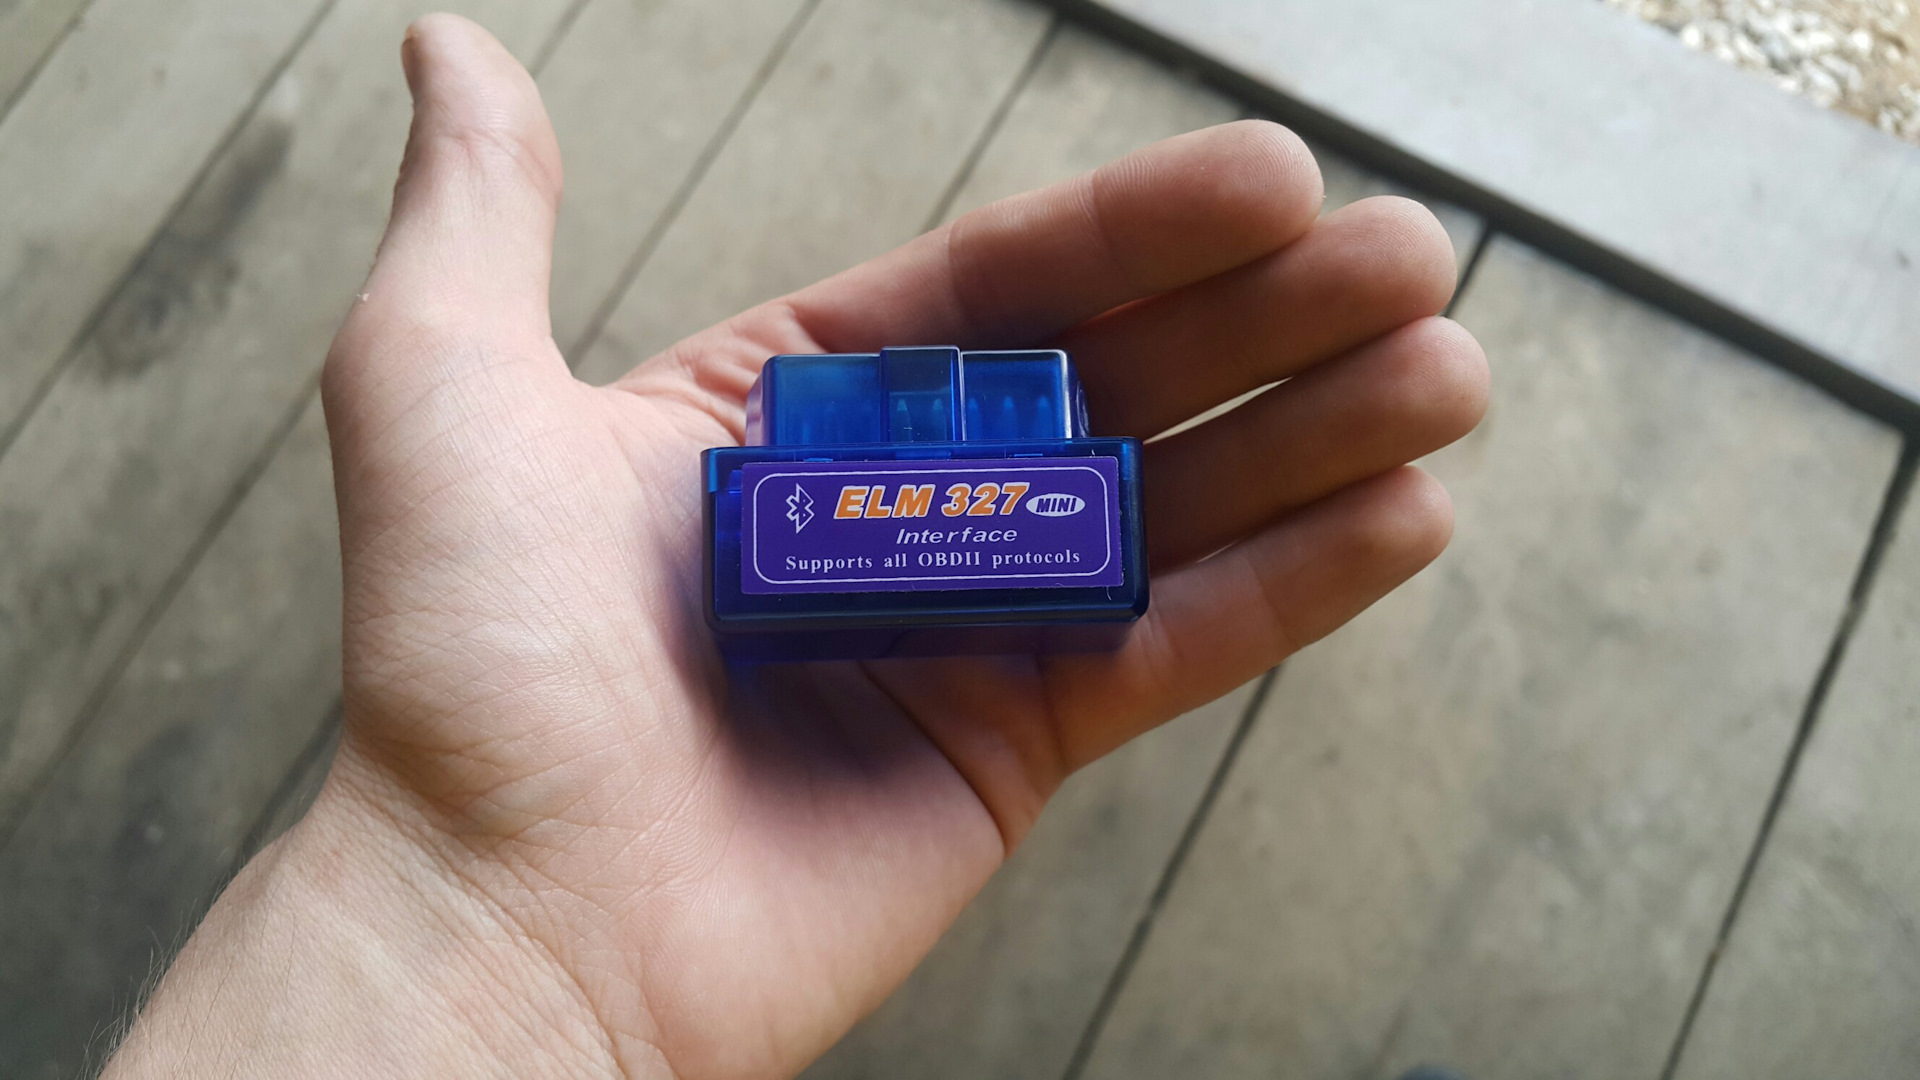 ELM 327 MINI
Interface
Supports all OBDII protocols